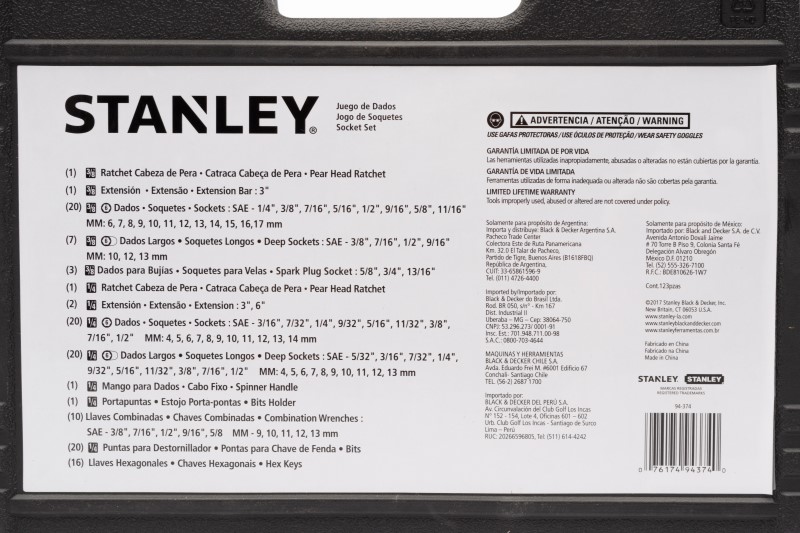 STANLEY®
Juego de Dados
Jogo de Soquetes
Socket Set
(1) 3/8 Ratchet Cabeza de Pera • Catraca Cabeça de Pera • Pear Head Ratchet
(1) 3/8 Extensión • Extensão • Extension Bar : 3"
(20) 3/8 Dados • Soquetes • Sockets : SAE - 1/4", 3/8", 7/16", 5/16", 1/2", 9/16", 5/8", 11/16"
MM: 6, 7, 8, 9, 10, 11, 12, 13, 14, 15, 16,17 mm
(7) 3/8 Dados Largos • Soquetes Longos • Deep Sockets : SAE - 3/8", 7/16", 1/2", 9/16"
MM: 10, 12, 13 mm
(3) 3/8 Dados para Bujías • Soquetes para Velas • Spark Plug Socket : 5/8", 3/4", 13/16"
(1) 1/4 Ratchet Cabeza de Pera • Catraca Cabeça de Pera • Pear Head Ratchet
(2) 1/4 Extensión • Extensão • Extension : 3", 6"
(20) 1/4 Dados • Soquetes • Sockets : SAE - 3/16", 7/32", 1/4", 9/32", 5/16", 11/32", 3/8",
7/16", 1/2" MM: 4, 5, 6, 7, 8, 9, 10, 11, 12, 13, 14 mm
(20) 1/4 Dados Largos • Soquetes Longos • Deep Sockets : SAE - 5/32", 3/16", 7/32", 1/4",
9/32", 5/16", 11/32", 3/8", 7/16", 1/2" MM: 4, 5, 6, 7, 8, 9, 10, 11, 12, 13 mm
(1) 1/4 Mango para Dados • Cabo Fixo • Spinner Handle
(1) 1/4 Portapuntas • Estojo Porta-pontas • Bits Holder
(10) Llaves Combinadas • Chaves Combinadas • Combination Wrenches :
SAE - 3/8", 7/16", 1/2", 9/16", 5/8 MM - 9, 10, 11, 12, 13 mm
(20) 1/4 Puntas para Destornillador • Pontas para Chave de Fenda • Bits
(16) Llaves Hexagonales • Chaves Hexagonais • Hex Keys
ADVERTENCIA / ATENÇÃO / WARNING
USE GAFAS PROTECTORAS / USE ÓCULOS DE PROTEÇÃO / WEAR SAFETY GOGGLES
GARANTÍA LIMITADA DE POR VIDA
Las herramientas utilizadas inapropiadamente, abusadas o alteradas no están cubiertas por la garantía.
GARANTÍA DE VIDA LIMITADA
Ferramentas utilizadas de forma inadequada ou alterada não são cobertas pela garantia.
LIMITED LIFETIME WARRANTY
Tools improperly used, abused or altered are not covered under policy.
Solamente para propósito de Argentina:
Importa y distribuye: Black & Decker Argentina S.A.
Pacheco Trade Center
Colectora Este de Ruta Panamericana
Km. 32.0 El Talar de Pacheco,
Partido de Tigre, Buenos Aires (B1618FBQ)
República de Argentina,
CUIT: 33-65861596-9
Tel. (011) 4726-4400
Imported by/Importado por:
Black & Decker do Brasil Ltda.
Rod. BR 050, s/nº - Km 167
Dist. Industrial II
Uberaba – MG – Cep: 38064-750
CNPJ: 53.296.273/ 0001-91
Insc. Est.: 701.948.711.00-98
S.A.C.: 0800-703-4644
MAQUINAS Y HERRAMIENTAS
BLACK & DECKER CHILE S.A.
Avda. Eduardo Frei M. #6001 Edificio 67
Conchali- Santiago Chile
TEL. (56-2) 2687 1700
Importado por:
BLACK & DECKER DEL PERÚ S.A.
Av. Circunvalación del Club Golf Los Incas
N° 152 - 154, Lote 4, Oficinas 601 – 602
Urb. Club Golf Los Incas - Santiago de Surco
Lima – Perú
RUC: 20266596805, Tel: (511) 614-4242
Solamente para propósito de México:
Importado por: Black and Decker S.A. de C.V.
Avenida Antonio Dovali Jaime
# 70 Torre B Piso 9, Colonia Santa Fé
Delegación Alvaro Obregón
México D.F. 01210
Tel. (52) 555-326-7100
R.F.C.: BDE810626-1W7
Cont.123pzas
©2017 Stanley Black & Decker, Inc.
New Britain, CT 06053 U.S.A.
www.stanley-la.com
www.stanleyblackanddecker.com
www.stanleyferramentas.com.br
Fabricado en China
Fabricado na China
Made in China
STANLEY. STANLEY
MARCAS REGISTRADAS
REGISTERED TRADEMARKS
94-374
0 76174 94374 0